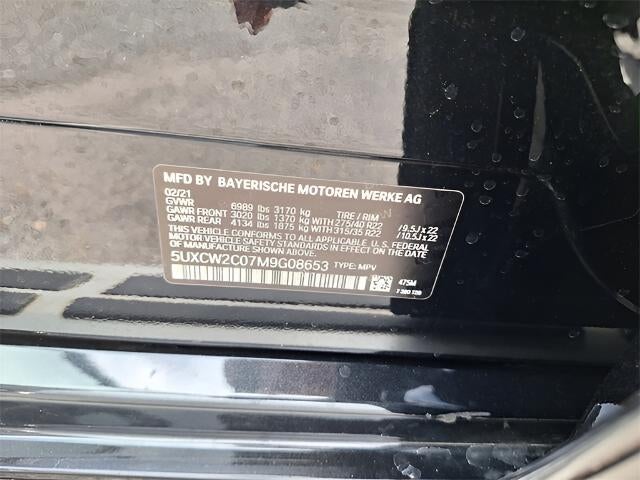 MFD BY BAYERISCHE MOTOREN WERKE AG
02/21
GVWR 6989 lbs 3170 kg TIRE / RIM
GAWR FRONT 3020 lbs 1370 kg WITH 275/40 R22 / 9.5J x 22
GAWR REAR 4134 lbs 1875 kg WITH 315/35 R22 / 10.5J x 22
THIS VEHICLE CONFORMS TO ALL APPLICABLE U.S. FEDERAL
MOTOR VEHICLE SAFETY STANDARDS IN EFFECT ON THE DATE
OF MANUFACTURE SHOWN ABOVE.
5UXCW2C07M9G08653 TYPE: MPV
475M